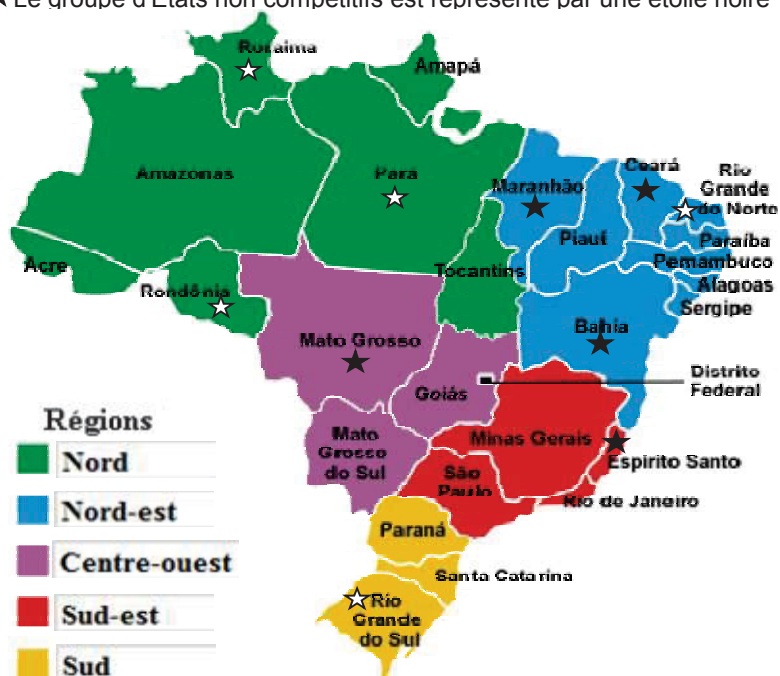 Le groupe d'États non compétitifs est représenté par une étoile noire
Roraima
Amapá
Amazonas
Pará
Maranhão
Ceará
Rio
Grande
do Norte
Piauí
Paraíba
Pernambuco
Alagoas
Sergipe
Acre
Rondônia
Tocantins
Bahia
Mato Grosso
Distrito
Federal
Goiás
Mato
Grosso
do Sul
Minas Gerais
Espirito Santo
São
Paulo
Rio de Janeiro
Paraná
Santa Catarina
Rio
Grande
do Sul
Régions
Nord
Nord-est
Centre-ouest
Sud-est
Sud